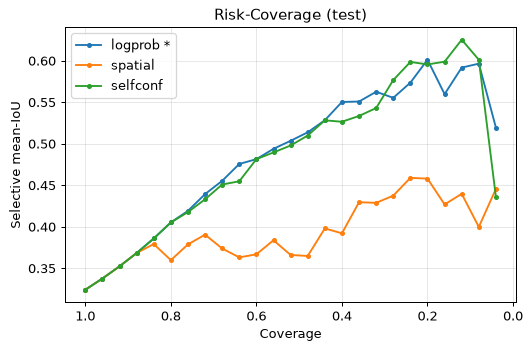 Risk-Coverage (test)
logprob *
spatial
selfconf
Selective mean-IoU
0.60
0.55
0.50
0.45
0.40
0.35
1.0 0.8 0.6 0.4 0.2 0.0
Coverage